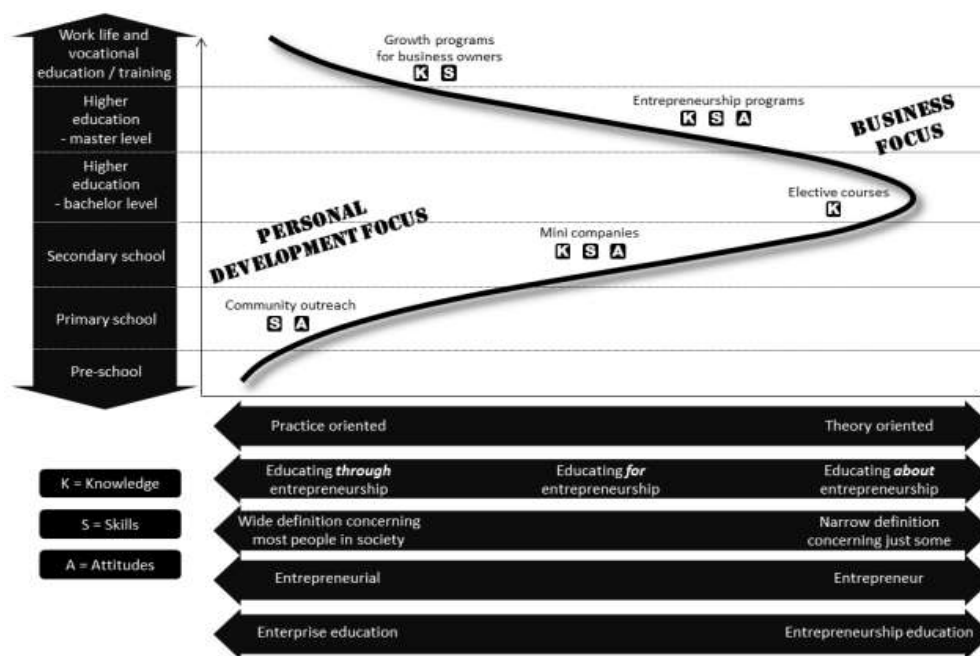 Work life and
vocational
education / training
Higher
education
- master level
Higher
education
- bachelor level
Secondary school
Primary school
Pre-school
Growth programs
for business owners
K S
Entrepreneurship programs
K S A
BUSINESS
FOCUS
Elective courses
K
PERSONAL
DEVELOPMENT FOCUS
Mini companies
K S A
Community outreach
S A
Practice oriented
Theory oriented
Educating through
entrepreneurship
Educating for
entrepreneurship
Educating about
entrepreneurship
Wide definition concerning
most people in society
Narrow definition
concerning just some
Entrepreneurial
Entrepreneur
Enterprise education
Entrepreneurship education
K = Knowledge
S = Skills
A = Attitudes